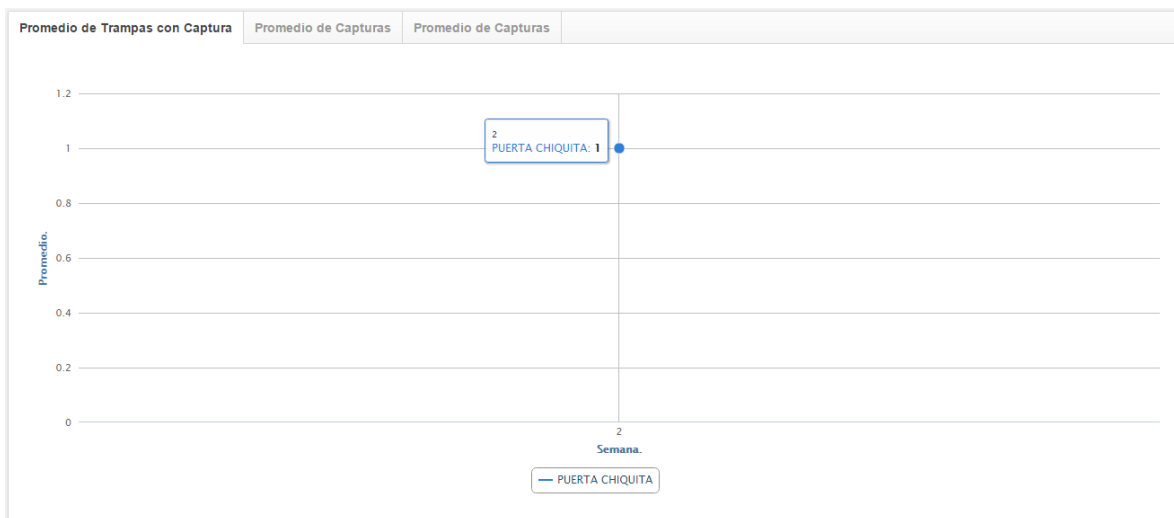 Promedio de Trampas con Captura
Promedio de Capturas
Promedio de Capturas
1.2
1
0.8
0.6
0.4
0.2
0
Promedio.
2
PUERTA CHIQUITA: 1
2
Semana.
PUERTA CHIQUITA